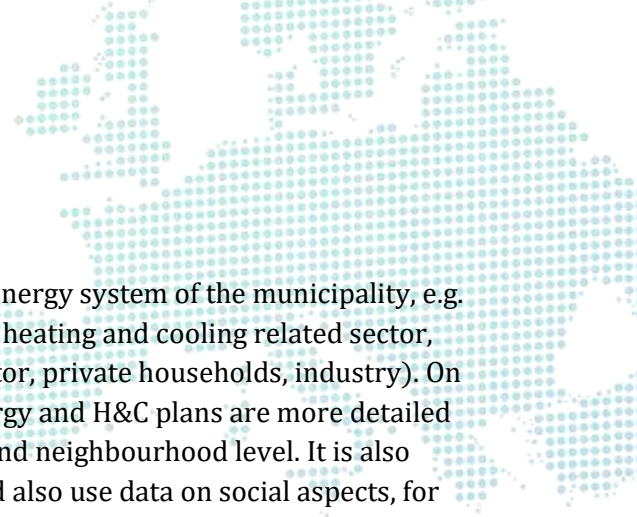 nergy system of the municipality, e.g.
heating and cooling related sector,
tor, private households, industry). On
rgy and H&C plans are more detailed
nd neighbourhood level. It is also
d also use data on social aspects, for